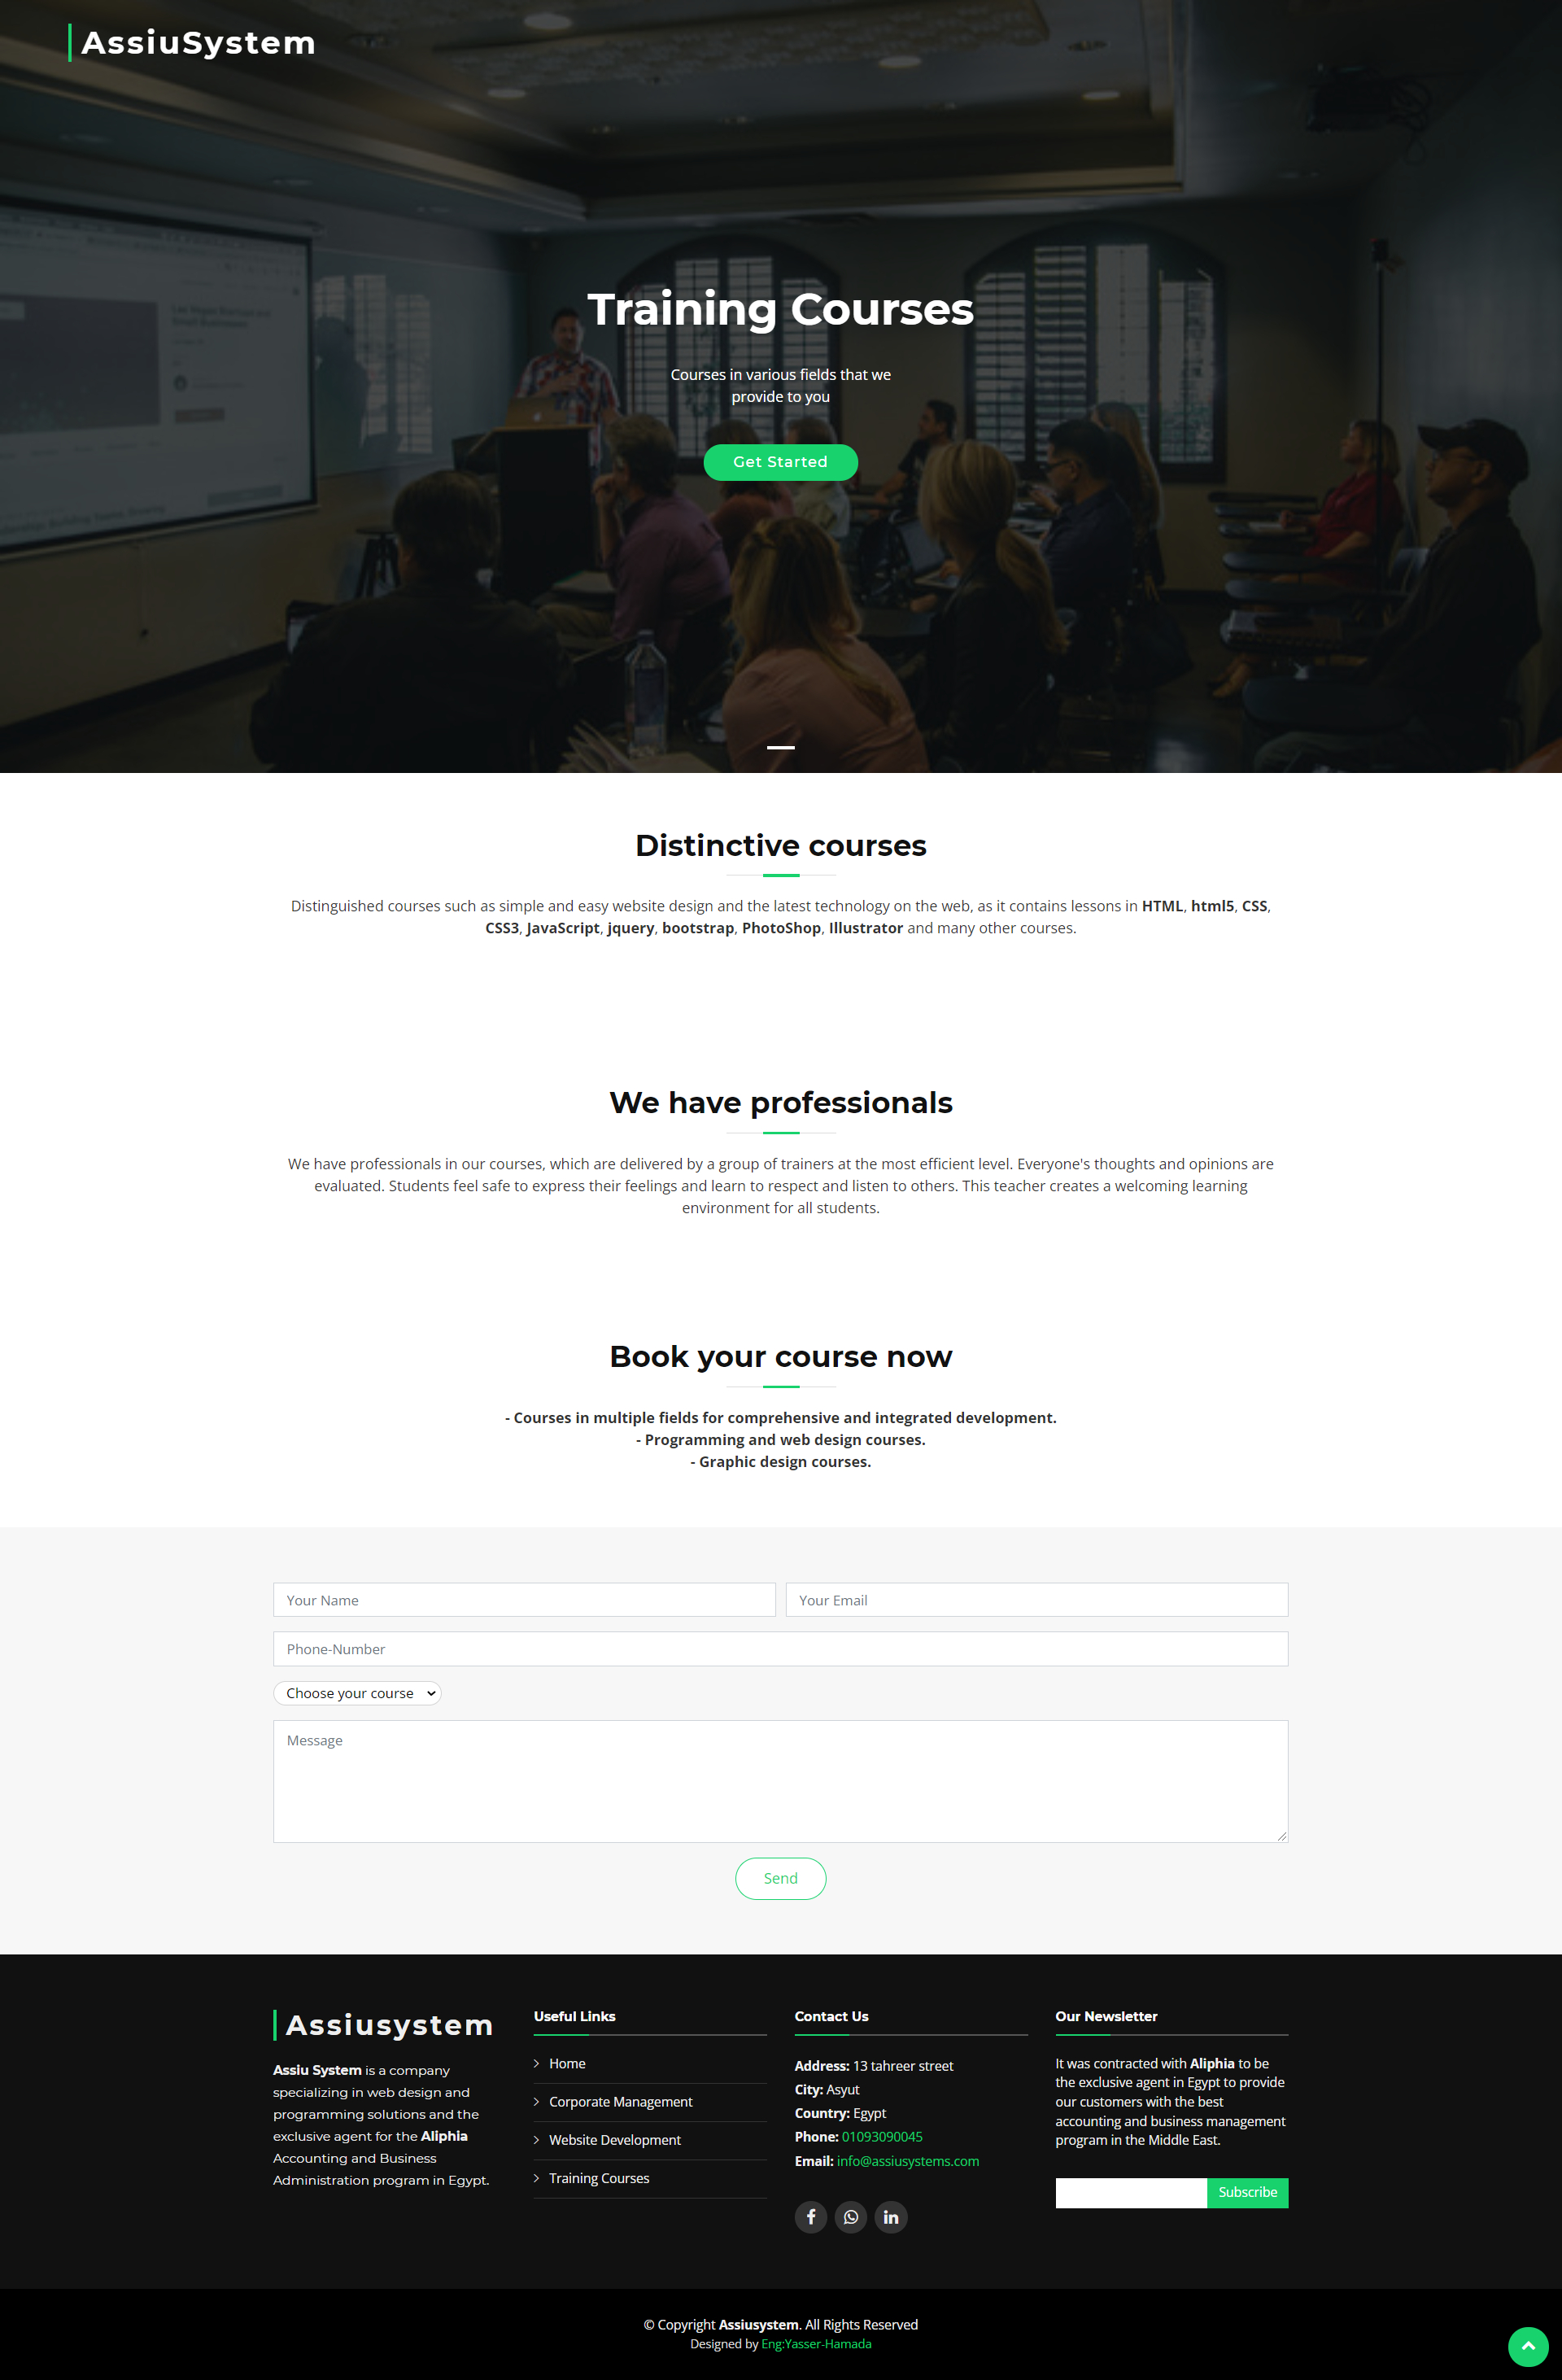 AssiuSystem
Training Courses
Courses in various fields that we
provide to you
Get Started
Distinctive courses
Distinguished courses such as simple and easy website design and the latest technology on the web, as it contains lessons in HTML, html5, CSS,
CSS3, JavaScript, jquery, bootstrap, PhotoShop, Illustrator and many other courses.
We have professionals
We have professionals in our courses, which are delivered by a group of trainers at the most efficient level. Everyone's thoughts and opinions are
evaluated. Students feel safe to express their feelings and learn to respect and listen to others. This teacher creates a welcoming learning
environment for all students.
Book your course now
- Courses in multiple fields for comprehensive and integrated development.
- Programming and web design courses.
- Graphic design courses.
Your Name
Your Email
Phone-Number
Choose your course
Message
Send
Assiusystem
Assiu System is a company
specializing in web design and
programming solutions and the
exclusive agent for the Aliphia
Accounting and Business
Administration program in Egypt.
Useful Links
Home
Corporate Management
Website Development
Training Courses
Contact Us
Address: 13 tahreer street
City: Asyut
Country: Egypt
Phone: 01093090045
Email: info@assiusystems.com
Our Newsletter
It was contracted with Aliphia to be
the exclusive agent in Egypt to provide
our customers with the best
accounting and business management
program in the Middle East.
Subscribe
© Copyright Assiusystem. All Rights Reserved
Designed by Eng:Yasser-Hamada